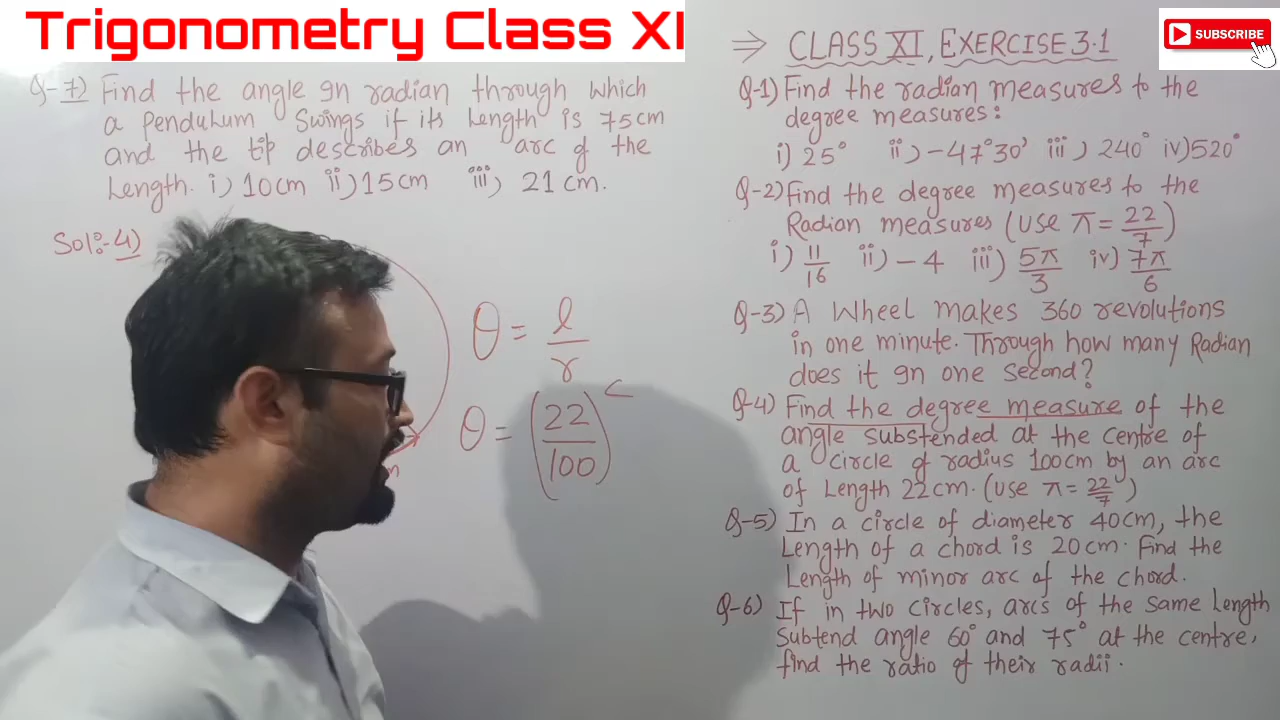 Trigonometry Class XI
Q-7) Find the angle in radian through which
a Pendulum Swings if its Length is 75cm
and the tip describes an arc of the
Length. i) 10cm ii) 15cm iii) 21cm.
Sol:-4)
θ = l/r
θ = (22/100)^c
⇒ CLASS XI, EXERCISE 3.1
SUBSCRIBE
Q-1) Find the radian measures to the
degree measures:
i) 25° ii) -47°30' iii) 240° iv) 520°
Q-2) Find the degree measures to the
Radian measures (use π = 22/7)
i) 11/16 ii) -4 iii) 5π/3 iv) 7π/6
Q-3) A Wheel makes 360 revolutions
in one minute. Through how many Radian
does it in one second?
Q-4) Find the degree measure of the
angle substended at the centre of
a circle of radius 100cm by an arc
of Length 22cm. (use π = 22/7)
Q-5) In a circle of diameter 40cm, the
Length of a chord is 20cm. Find the
Length of minor arc of the chord.
Q-6) If in two circles, arcs of the same Length
Subtend angle 60° and 75° at the centre,
find the ratio of their radii.